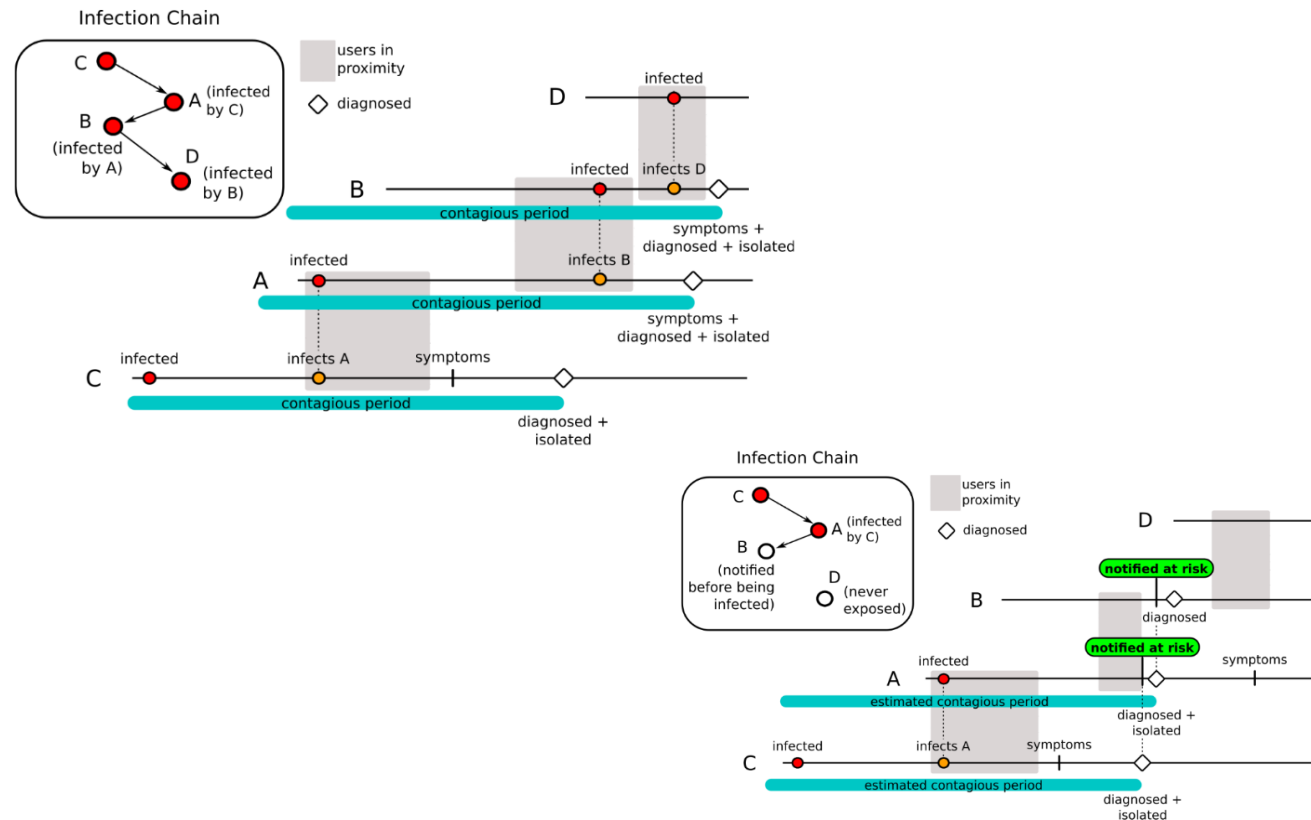 Infection Chain
C
A (infected
by C)
B
(infected
by A)
D
(infected
by B)
users in
proximity
diagnosed
D
infected
B
infected
infects D
contagious period
symptoms +
diagnosed + isolated
A
infected
infects B
contagious period
symptoms +
diagnosed + isolated
C
infected
infects A
symptoms
contagious period
diagnosed +
isolated
Infection Chain
C
A (infected
by C)
B
(notified
before being
infected)
D
(never
exposed)
users in
proximity
diagnosed
D
notified at risk
B
diagnosed
notified at risk
A
infected
symptoms
estimated contagious period
diagnosed +
isolated
C
infected
infects A
symptoms
estimated contagious period
diagnosed +
isolated